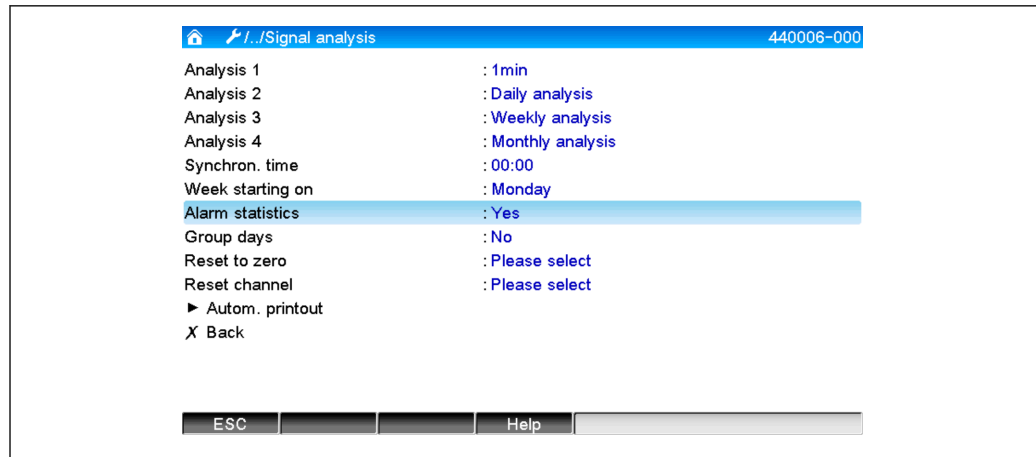 /../Signal analysis 440006-000
Analysis 1 : 1min
Analysis 2 : Daily analysis
Analysis 3 : Weekly analysis
Analysis 4 : Monthly analysis
Synchron. time : 00:00
Week starting on : Monday
Alarm statistics : Yes
Group days : No
Reset to zero : Please select
Reset channel : Please select
► Autom. printout
X Back
ESC Help